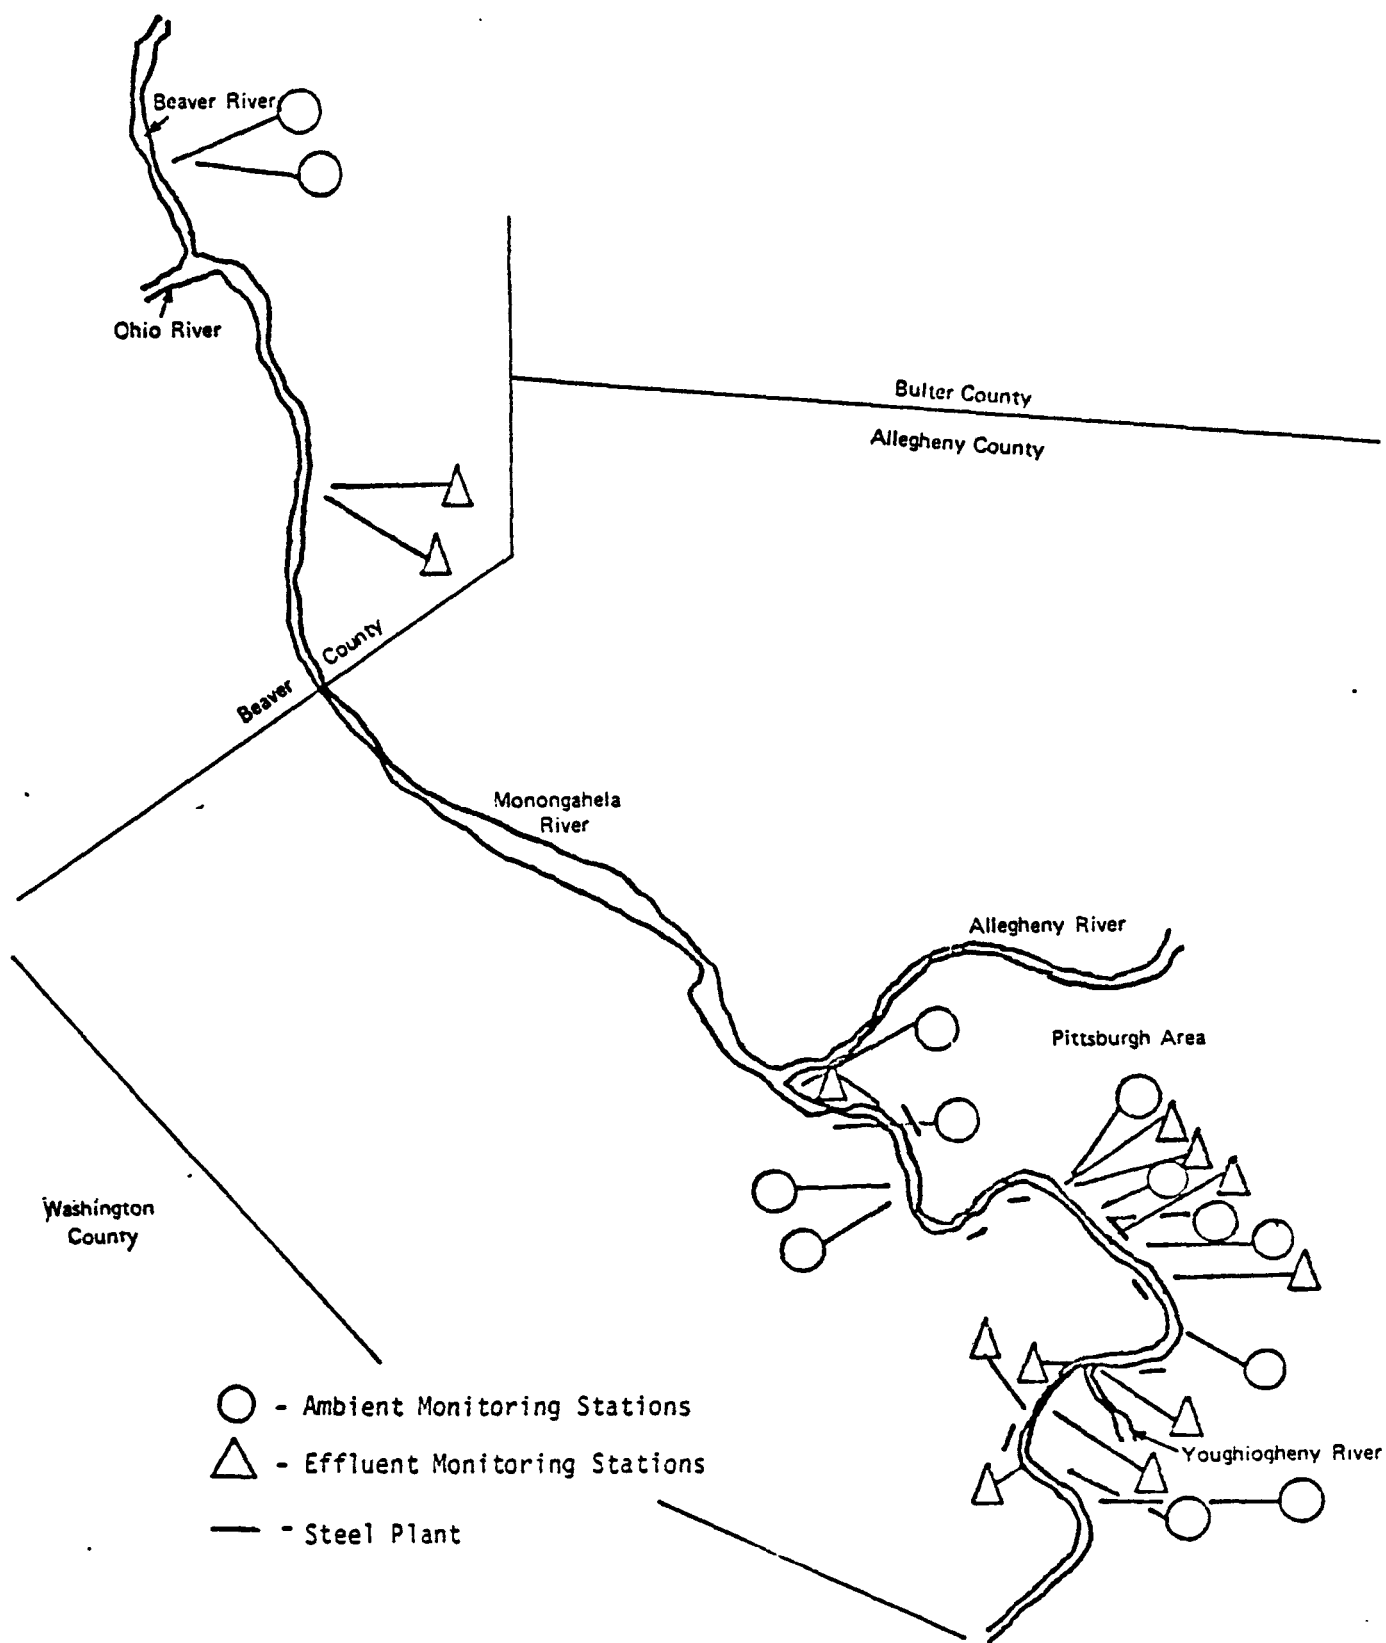 Beaver River
Ohio River
Bulter County
Allegheny County
Beaver County
Monongahela
River
Allegheny River
Pittsburgh Area
Washington
County
- Ambient Monitoring Stations
- Effluent Monitoring Stations
Youghiogheny River
- Steel Plant